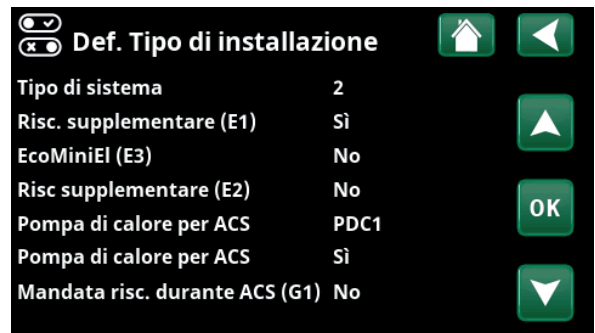 Def. Tipo di installazione
Tipo di sistema 2
Risc. supplementare (E1) Sì
EcoMiniEl (E3) No
Risc supplementare (E2) No
Pompa di calore per ACS PDC1
Pompa di calore per ACS Sì
Mandata risc. durante ACS (G1) No
OK